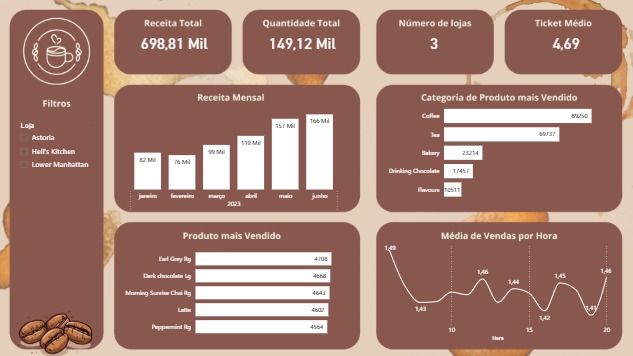 Receita Total
698,81 Mil
Quantidade Total
149,12 Mil
Número de lojas
3
Ticket Médio
4,69
Filtros
Loja
Astoria
Hell's Kitchen
Lower Manhattan
Receita Mensal
82 Mil
76 Mil
99 Mil
119 Mil
157 Mil
166 Mil
janeiro
fevereiro
março
abril
maio
junho
2023
Categoria de Produto mais Vendido
Coffee 89250
Tea 69737
Bakery 23214
Drinking Chocolate 17457
Flavours 10511
Produto mais Vendido
Earl Grey Rg 4708
Dark chocolate Lg 4668
Morning Sunrise Chai Rg 4643
Latte 4602
Peppermint Rg 4564
Média de Vendas por Hora
1,49
1,43
1,46
1,44
1,42
1,45
1,41
1,46
10
15
20
Hora